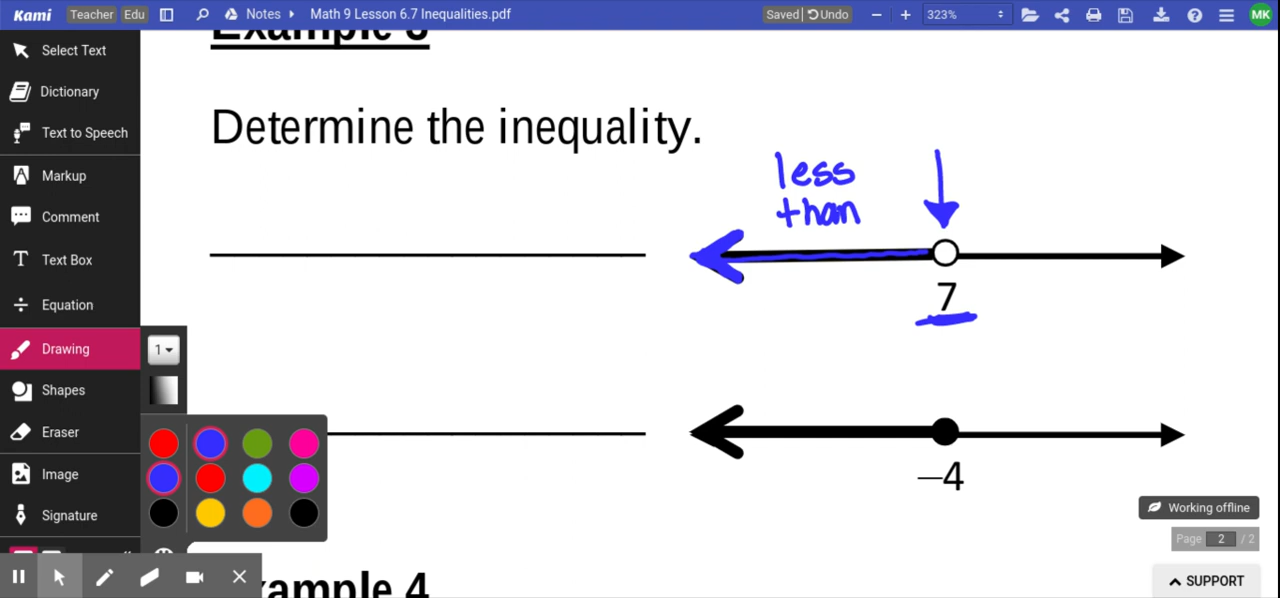 Kami Teacher Edu Notes Math 9 Lesson 6.7 Inequalities.pdf Saved Undo − + 323% MK
Example 3
Select Text
Dictionary
Text to Speech
Markup
Comment
Text Box
Equation
Drawing
Shapes
Eraser
Image
Signature
1
Determine the inequality.
less
than
7
−4
Working offline
Page 2 / 2
SUPPORT
Example 4